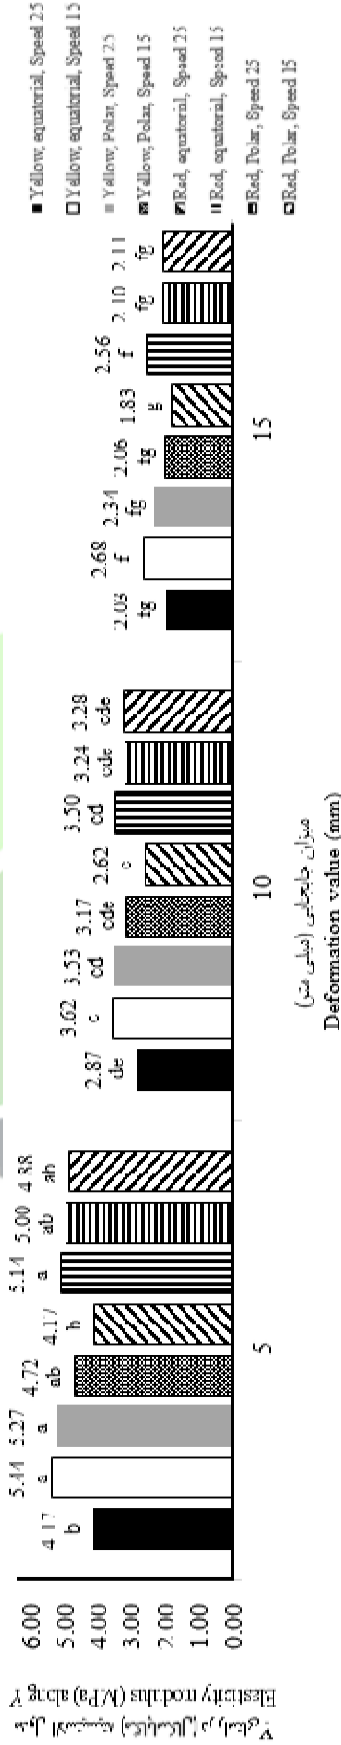 Yellow, equatorial, Speed 25
Yellow, equatorial, Speed 15
Yellow, Polar, Speed 25
Yellow, Polar, Speed 15
Red, equatorial, Speed 25
Red, equatorial, Speed 15
Red, Polar, Speed 25
Red, Polar, Speed 15
6.00
5.00
4.00
3.00
2.00
1.00
0.00
4.17 5.44 5.27 4.72 4.17 5.14 5.00 4.88
b a a ab b a ab ab
2.87 3.62 3.53 3.17 2.62 3.50 3.24 3.28
de c cd cde cd cde cde
2.03 2.68 2.34 2.06 1.83 2.56 2.10 2.11
fg f fg fg g f fg fg
5 10 15
میزان جابجایی (میلی متر)
Deformation value (mm)
Elasticity modulus (MPa) along Y